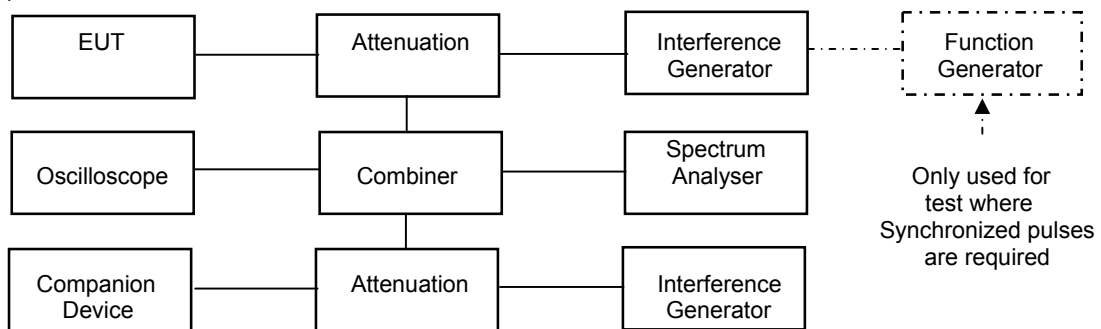 EUT
Attenuation
Interference
Generator
Function
Generator
Oscilloscope
Combiner
Spectrum
Analyser
Only used for
test where
Synchronized pulses
are required
Companion
Device
Attenuation
Interference
Generator